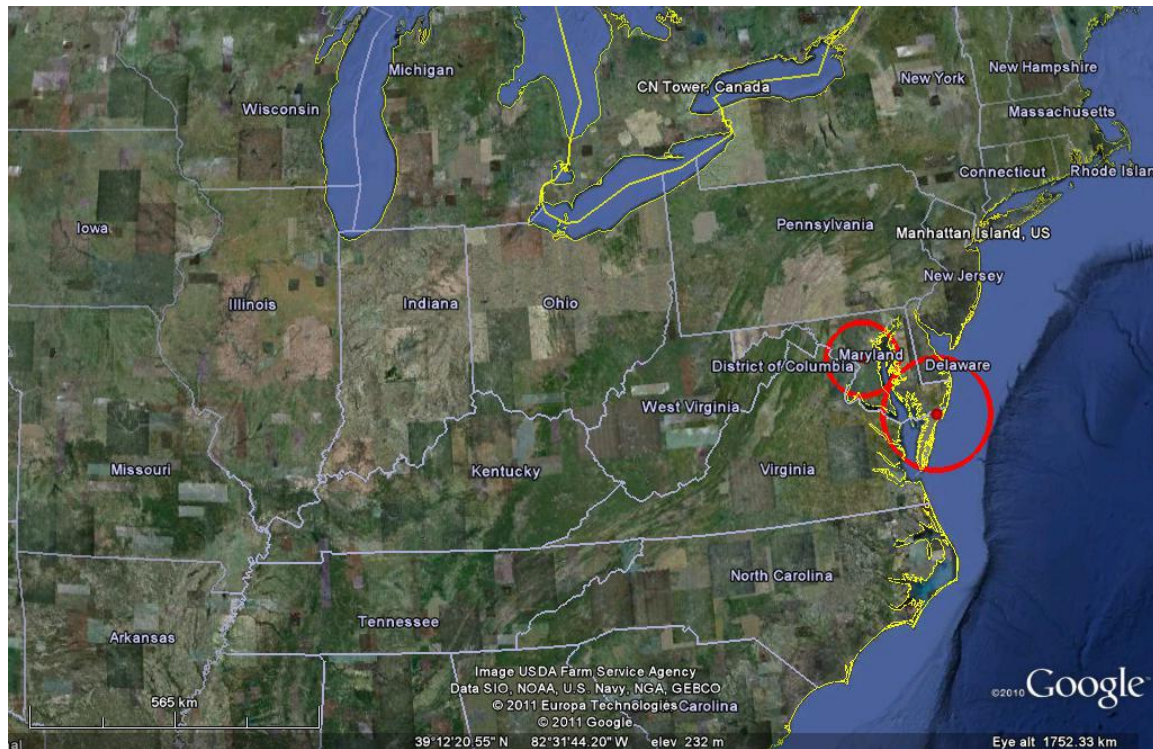 Michigan
CN Tower, Canada
New York
New Hampshire
Wisconsin
Massachusetts
Connecticut
Rhode Islan
Iowa
Pennsylvania
Manhattan Island, US
New Jersey
Illinois
Indiana
Ohio
Maryland
District of Columbia
Delaware
West Virginia
Missouri
Kentucky
Virginia
North Carolina
Tennessee
Arkansas
Image USDA Farm Service Agency
Data SIO, NOAA, U.S. Navy, NGA, GEBCO
© 2011 Europa Technologies
Carolina
© 2011 Google
©2010 Google
565 km
39°12'20.55" N 82°31'44.20" W elev 232 m
Eye alt 1752.33 km